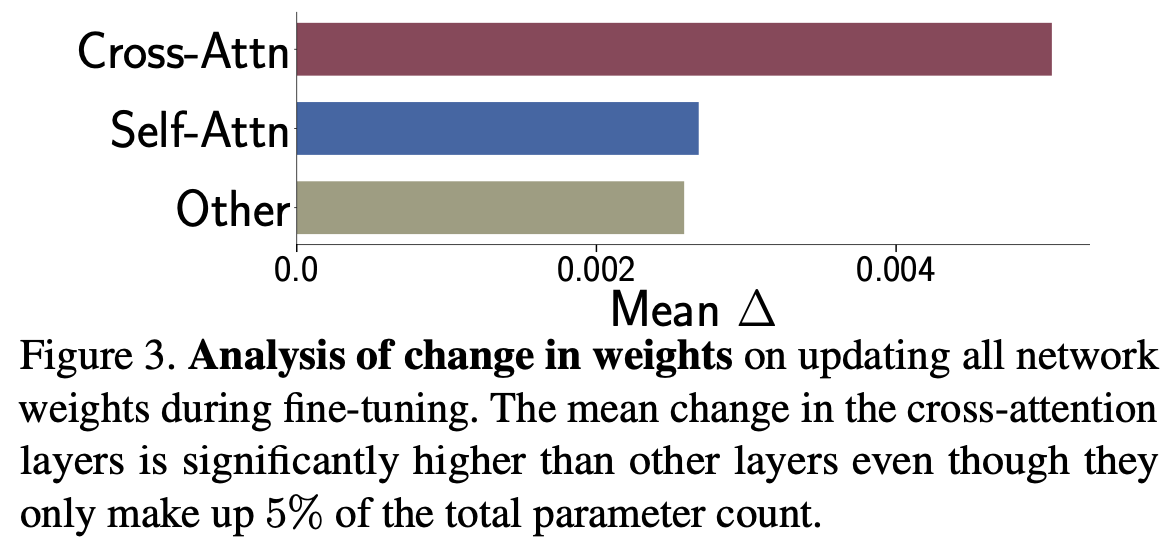 Cross-Attn
Self-Attn
Other
0.0 0.002 0.004
Mean Δ
Figure 3. Analysis of change in weights on updating all network
weights during fine-tuning. The mean change in the cross-attention
layers is significantly higher than other layers even though they
only make up 5% of the total parameter count.